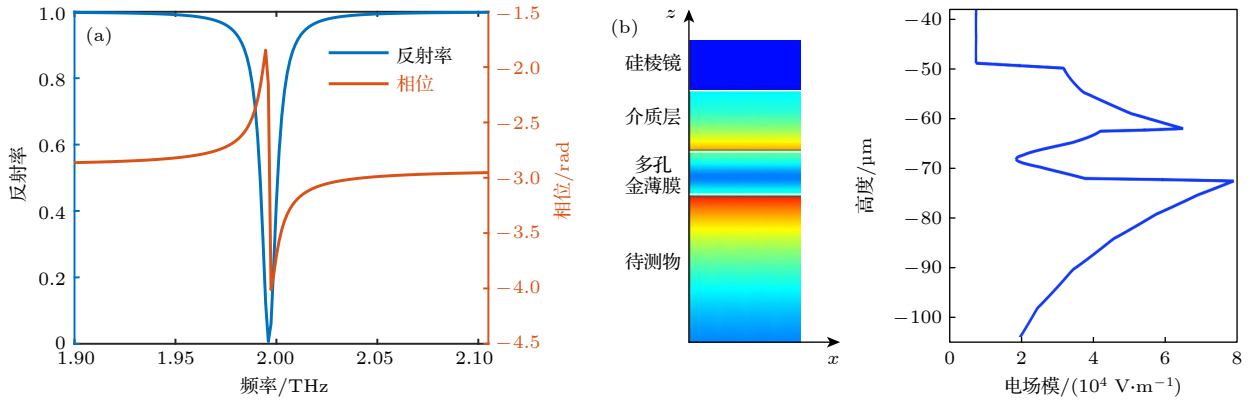 (a)
反射率
相位
1.0
0.8
0.6
0.4
0.2
0
反射率
1.90
1.95
2.00
2.05
2.10
频率/THz
−1.5
−2.0
−2.5
−3.0
−3.5
−4.0
−4.5
相位/rad
(b)
z
硅棱镜
介质层
多孔
金薄膜
待测物
x
−50
−60
−70
−80
−90
−100
高度/µm
0
2
4
6
8
电场模/(10⁴ V·m⁻¹)